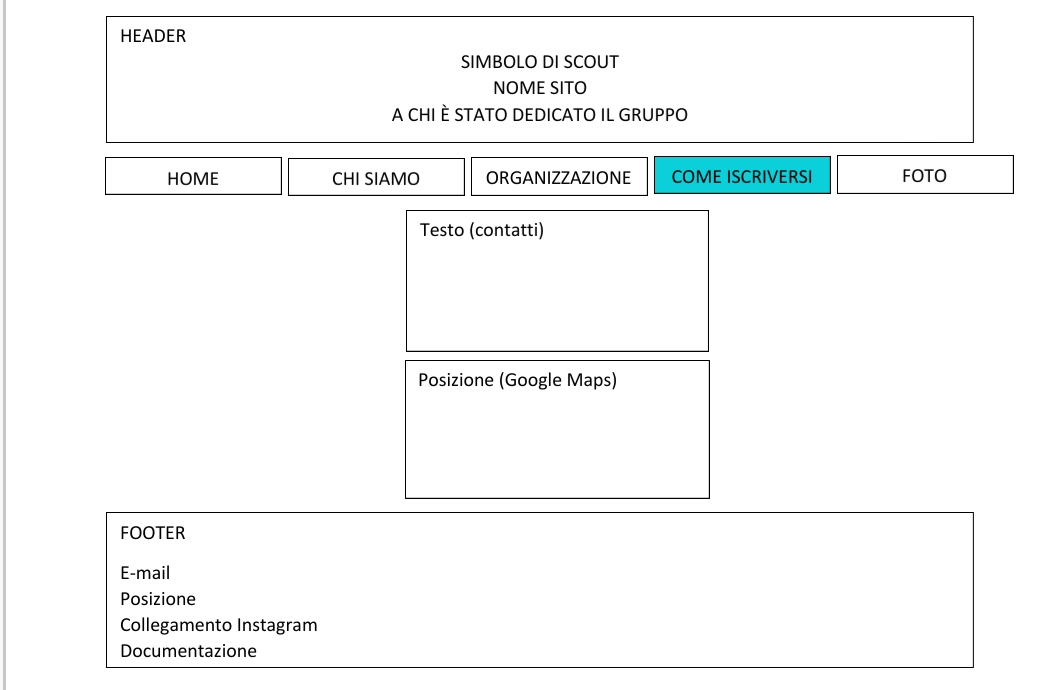 HEADER
SIMBOLO DI SCOUT
NOME SITO
A CHI È STATO DEDICATO IL GRUPPO
HOME
CHI SIAMO
ORGANIZZAZIONE
COME ISCRIVERSI
FOTO
Testo (contatti)
Posizione (Google Maps)
FOOTER
E-mail
Posizione
Collegamento Instagram
Documentazione